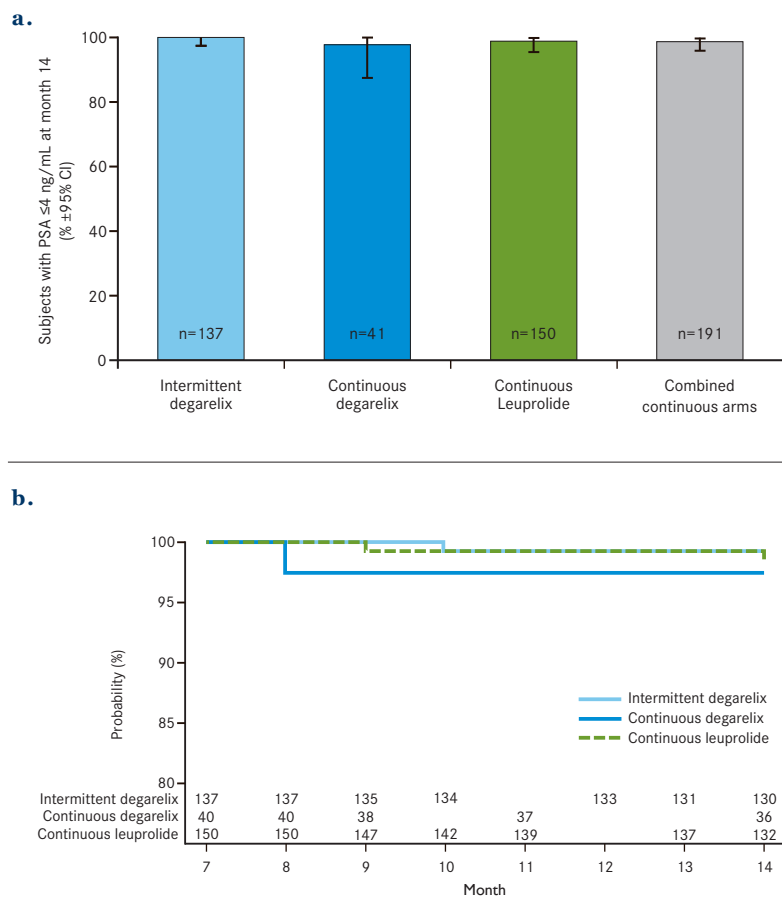 a.
Subjects with PSA ≤4 ng/mL at month 14
(% ±95% CI)
100
80
60
40
20
0
n=137
n=41
n=150
n=191
Intermittent
degarelix
Continuous
degarelix
Continuous
Leuprolide
Combined
continuous arms
b.
Probability (%)
100
95
90
85
80
Intermittent degarelix
Continuous degarelix
Continuous leuprolide
Intermittent degarelix 137 137 135 134 133 131 130
Continuous degarelix 40 40 38 37 36
Continuous leuprolide 150 150 147 142 139 137 132
7 8 9 10 11 12 13 14
Month